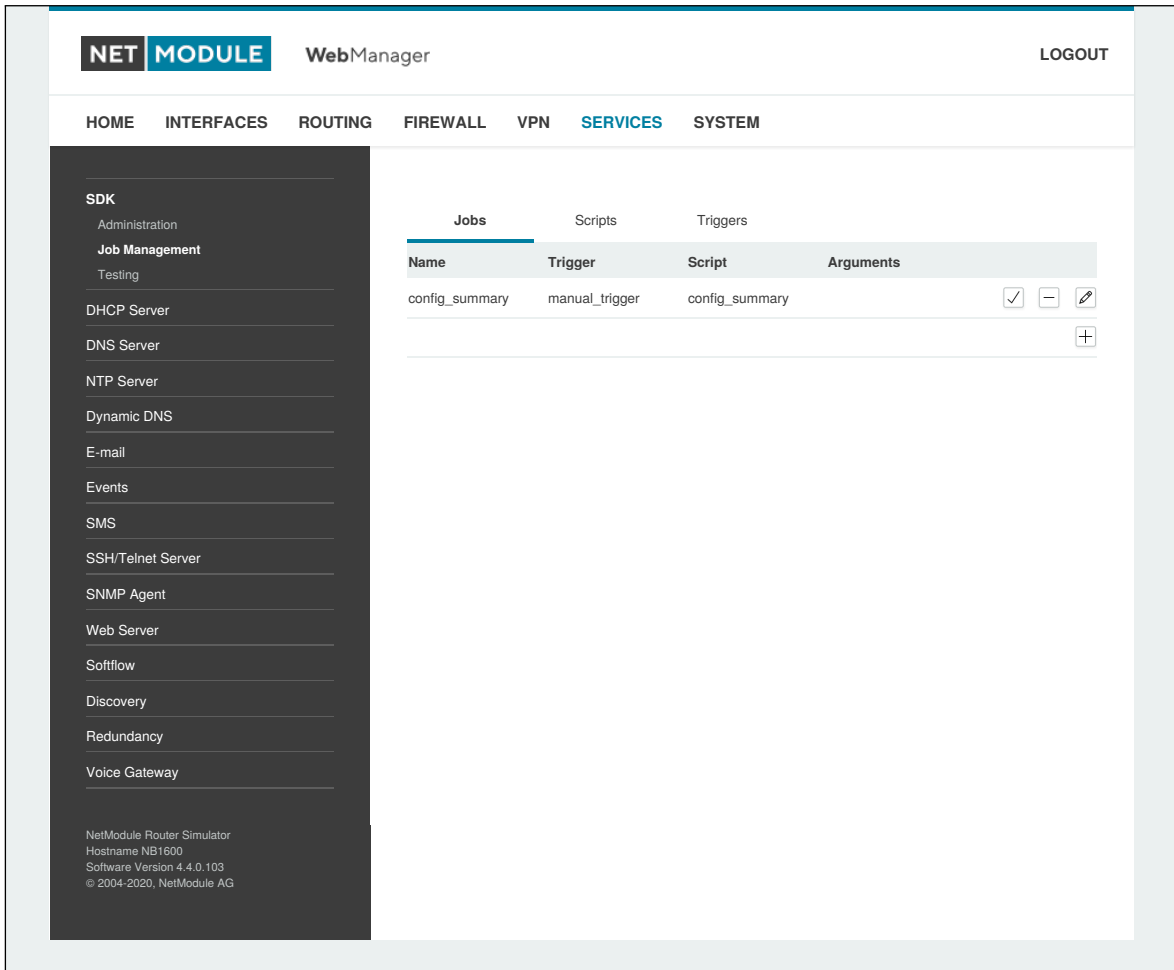 NET MODULE WebManager LOGOUT
HOME INTERFACES ROUTING FIREWALL VPN SERVICES SYSTEM
SDK
Administration
Job Management
Testing
DHCP Server
DNS Server
NTP Server
Dynamic DNS
E-mail
Events
SMS
SSH/Telnet Server
SNMP Agent
Web Server
Softflow
Discovery
Redundancy
Voice Gateway
NetModule Router Simulator
Hostname NB1600
Software Version 4.4.0.103
© 2004-2020, NetModule AG
Jobs Scripts Triggers
Name Trigger Script Arguments
config_summary manual_trigger config_summary